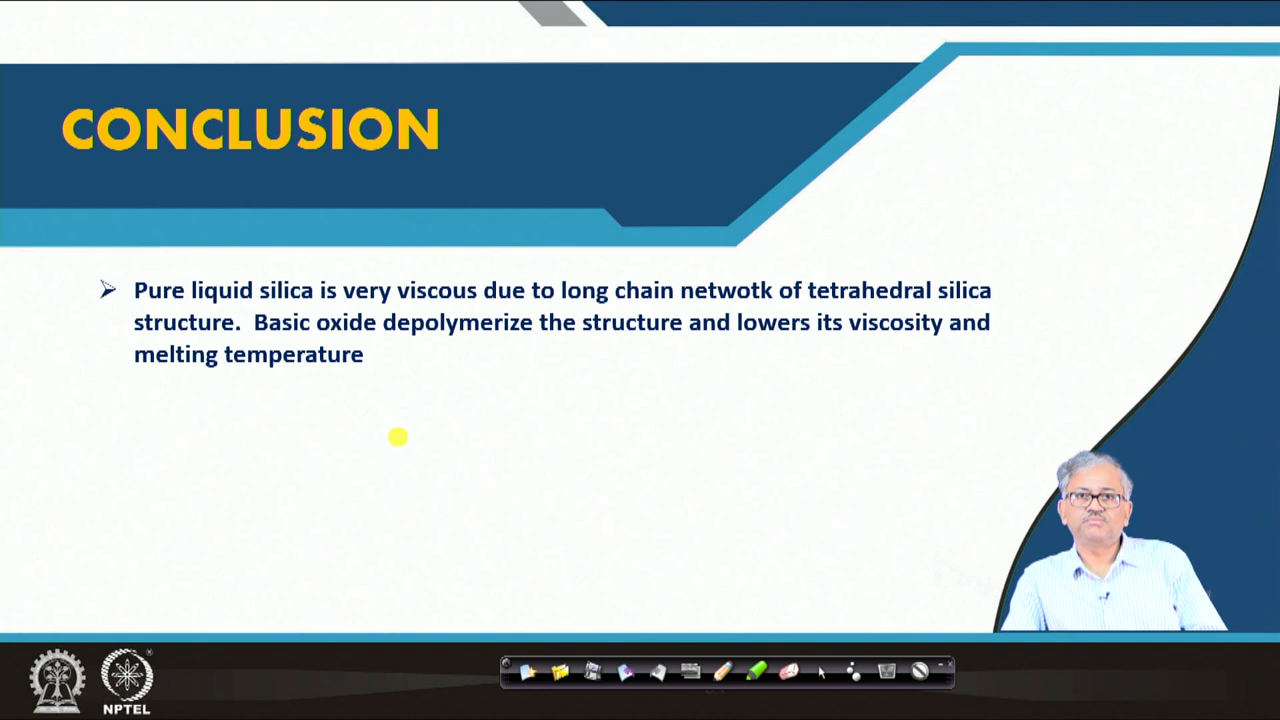 CONCLUSION
➢ Pure liquid silica is very viscous due to long chain netwotk of tetrahedral silica
structure.  Basic oxide depolymerize the structure and lowers its viscosity and
melting temperature
NPTEL